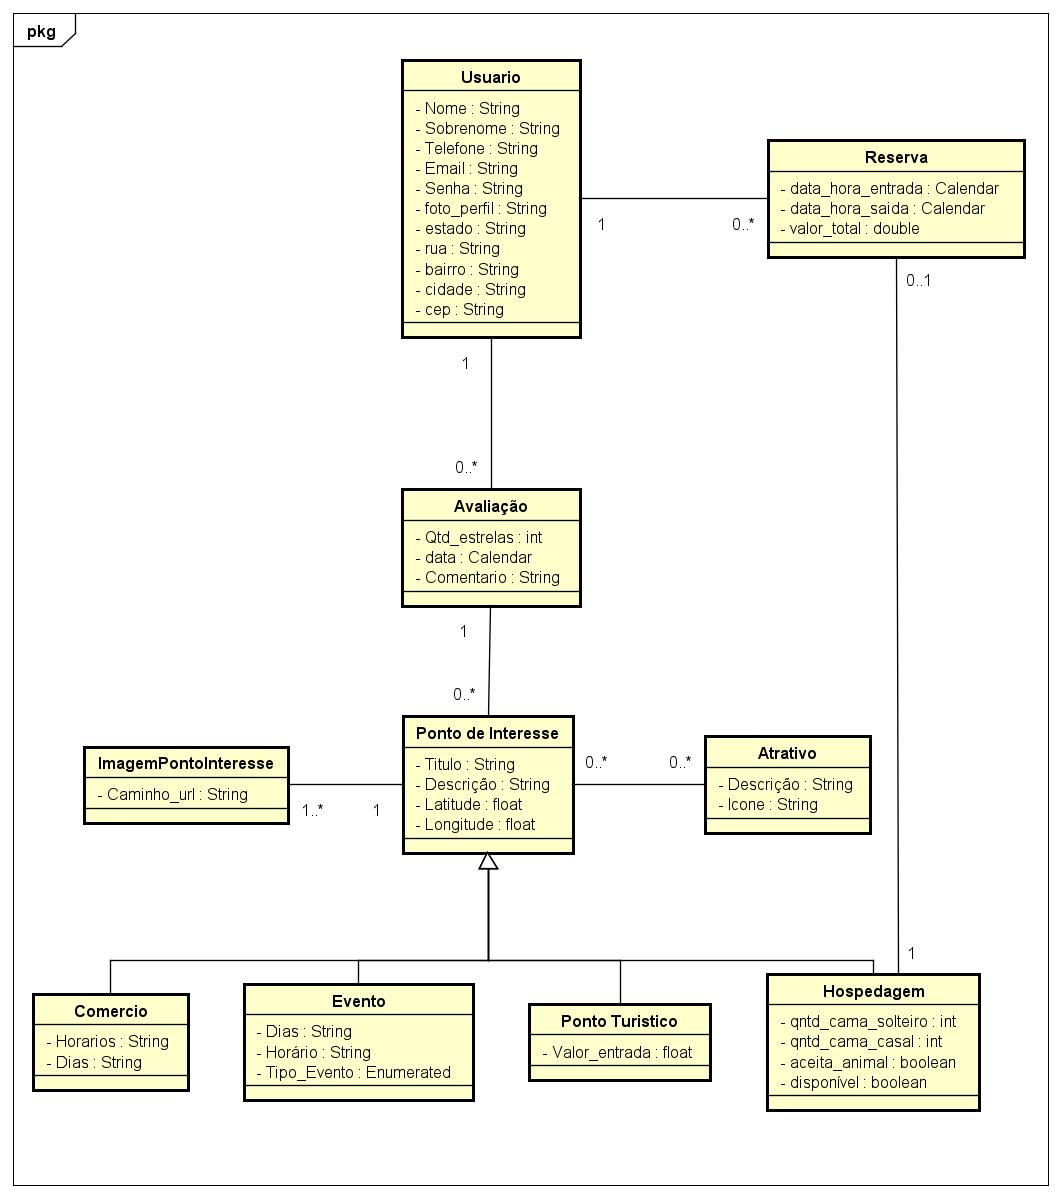 pkg
Usuario
- Nome : String
- Sobrenome : String
- Telefone : String
- Email : String
- Senha : String
- foto_perfil : String
- estado : String
- rua : String
- bairro : String
- cidade : String
- cep : String
1
0..*
Reserva
- data_hora_entrada : Calendar
- data_hora_saida : Calendar
- valor_total : double
0..1
1
0..*
Avaliação
- Qtd_estrelas : int
- data : Calendar
- Comentario : String
1
0..*
ImagemPontoInteresse
- Caminho_url : String
1..*
1
Ponto de Interesse
- Titulo : String
- Descrição : String
- Latitude : float
- Longitude : float
0..*
0..*
Atrativo
- Descrição : String
- Icone : String
1
Comercio
- Horarios : String
- Dias : String
Evento
- Dias : String
- Horário : String
- Tipo_Evento : Enumerated
Ponto Turistico
- Valor_entrada : float
Hospedagem
- qntd_cama_solteiro : int
- qntd_cama_casal : int
- aceita_animal : boolean
- disponível : boolean